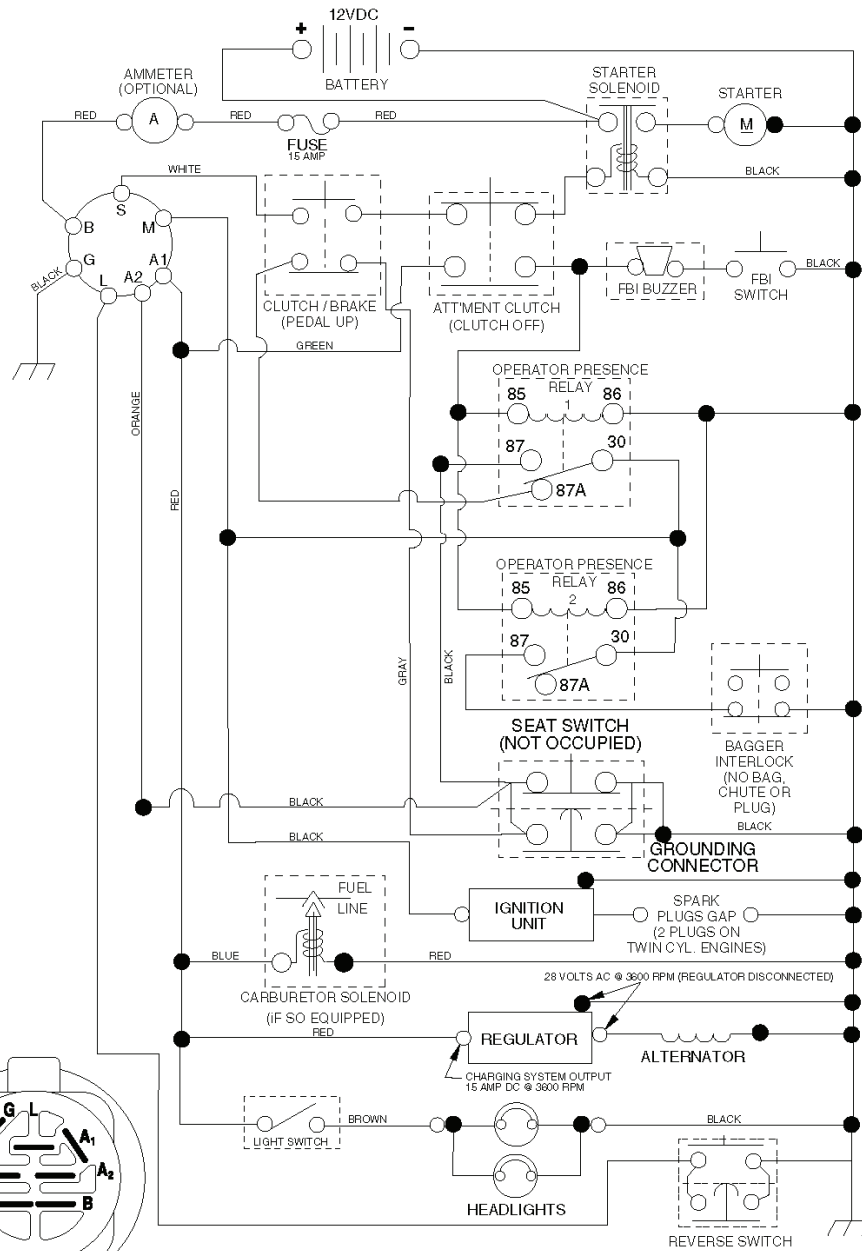 12VDC
+
-
BATTERY
AMMETER
(OPTIONAL)
A
RED
RED
FUSE
15 AMP
RED
STARTER
SOLENOID
STARTER
M
WHITE
BLACK
S
B
M
G
A1
A2
L
BLACK
CLUTCH / BRAKE
(PEDAL UP)
ATT'MENT CLUTCH
(CLUTCH OFF)
FBI BUZZER
FBI
SWITCH
BLACK
GREEN
ORANGE
RED
OPERATOR PRESENCE
RELAY
1
85
86
87
30
87A
OPERATOR PRESENCE
RELAY
2
85
86
87
30
87A
GRAY
BLACK
SEAT SWITCH
(NOT OCCUPIED)
BAGGER
INTERLOCK
(NO BAG,
CHUTE OR
PLUG)
BLACK
BLACK
BLACK
GROUNDING
CONNECTOR
FUEL
LINE
IGNITION
UNIT
SPARK
PLUGS GAP
(2 PLUGS ON
TWIN CYL. ENGINES)
BLUE
RED
CARBURETOR SOLENOID
(iF SO EQUIPPED)
28 VOLTS AC @ 3600 RPM (REGULATOR DISCONNECTED)
RED
REGULATOR
ALTERNATOR
CHARGING SYSTEM OUTPUT
15 AMP DC @ 3600 RPM
LIGHT SWITCH
BROWN
BLACK
HEADLIGHTS
G
L
A1
A2
B
REVERSE SWITCH